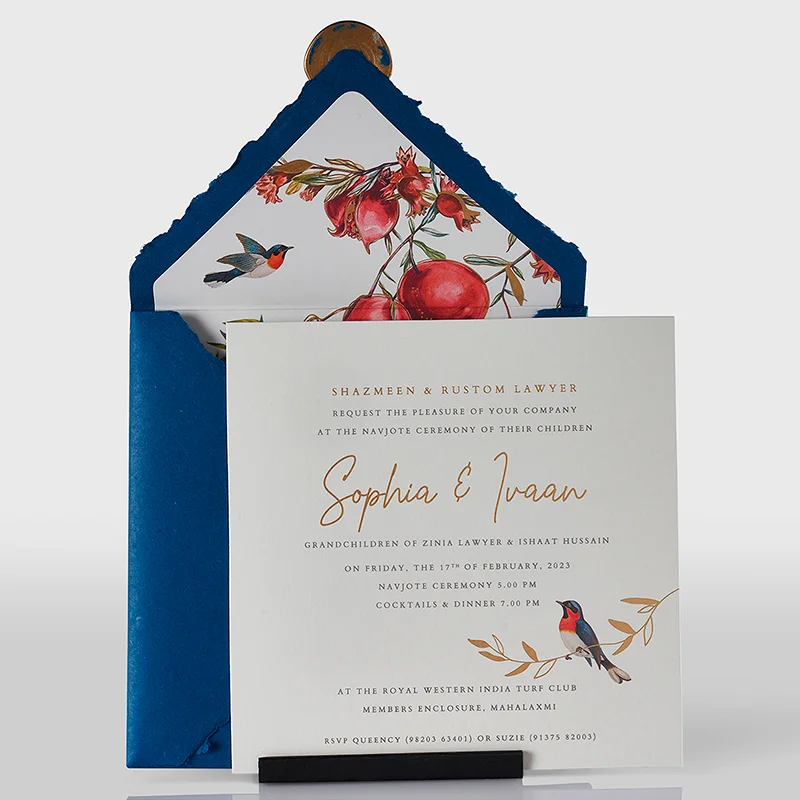 SHAZMEEN & RUSTOM LAWYER
REQUEST THE PLEASURE OF YOUR COMPANY
AT THE NAVJOTE CEREMONY OF THEIR CHILDREN
Sophia & Ivaan
GRANDCHILDREN OF ZINIA LAWYER & ISHAAT HUSSAIN
ON FRIDAY, THE 17TH OF FEBRUARY, 2023
NAVJOTE CEREMONY 5.00 PM
COCKTAILS & DINNER 7.00 PM
AT THE ROYAL WESTERN INDIA TURF CLUB
MEMBERS ENCLOSURE, MAHALAXMI
RSVP QUEENCY (98203 63401) OR SUZIE (91375 82003)